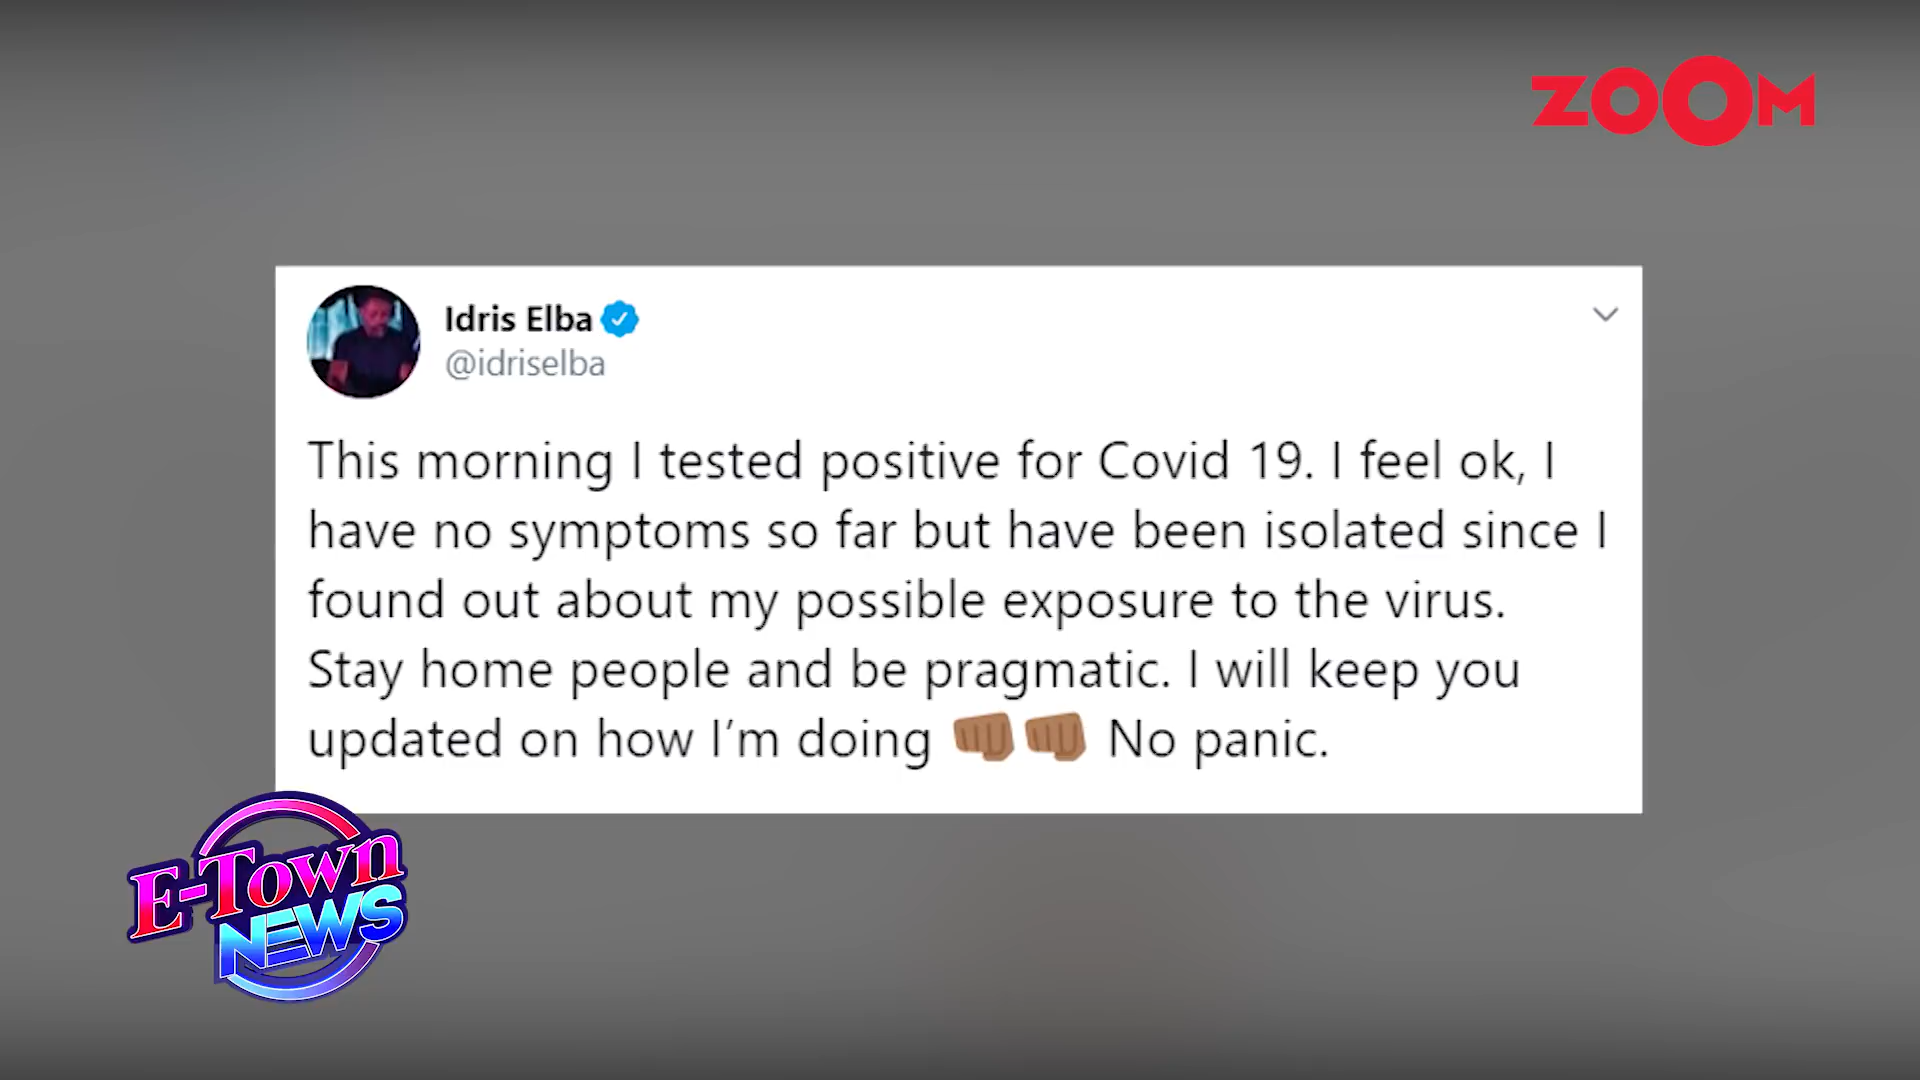 ZOOM
Idris Elba
@idriselba
This morning I tested positive for Covid 19. I feel ok, I
have no symptoms so far but have been isolated since I
found out about my possible exposure to the virus.
Stay home people and be pragmatic. I will keep you
updated on how I’m doing 👊🏾👊🏾 No panic.
E-Town
NEWS